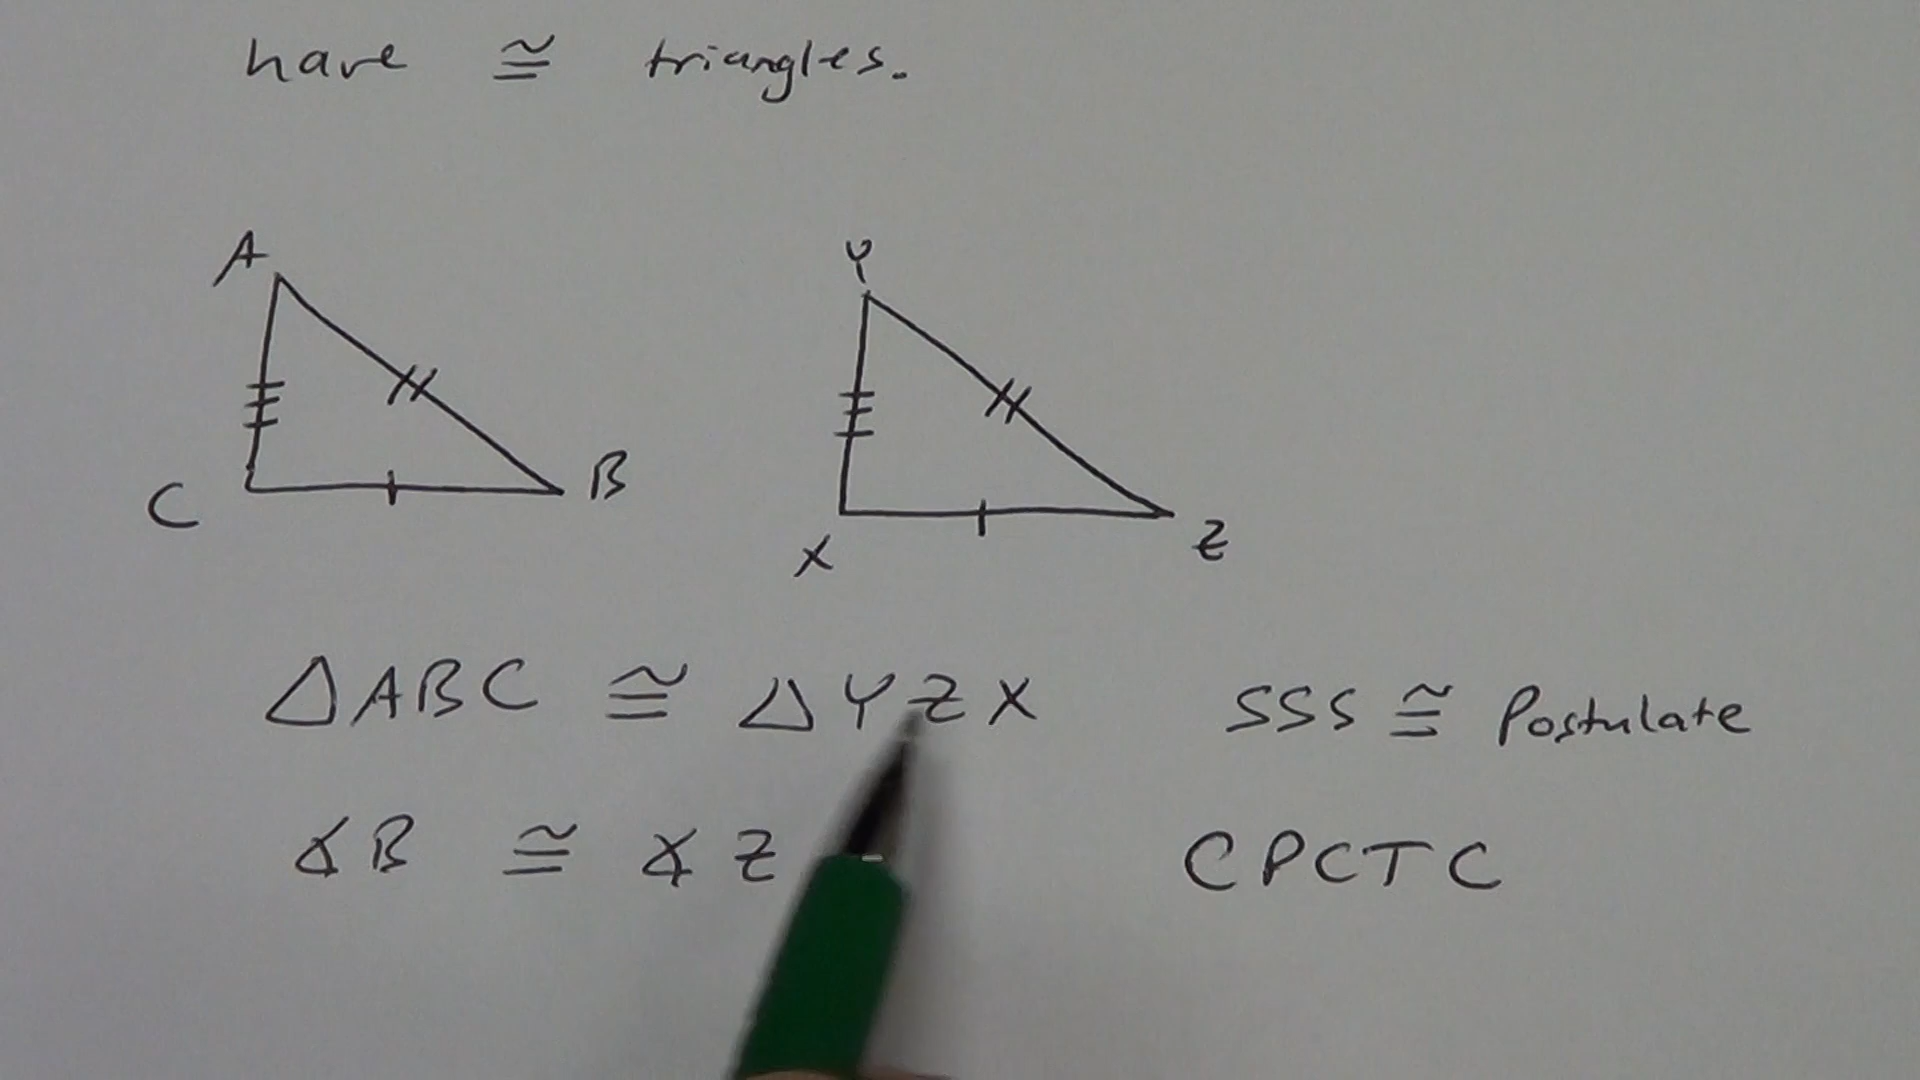 have ≅ triangles.
A
Y
C
B
X
Z
△ABC ≅ △YZX SSS ≅ Postulate
∡B ≅ ∡Z CPCTC